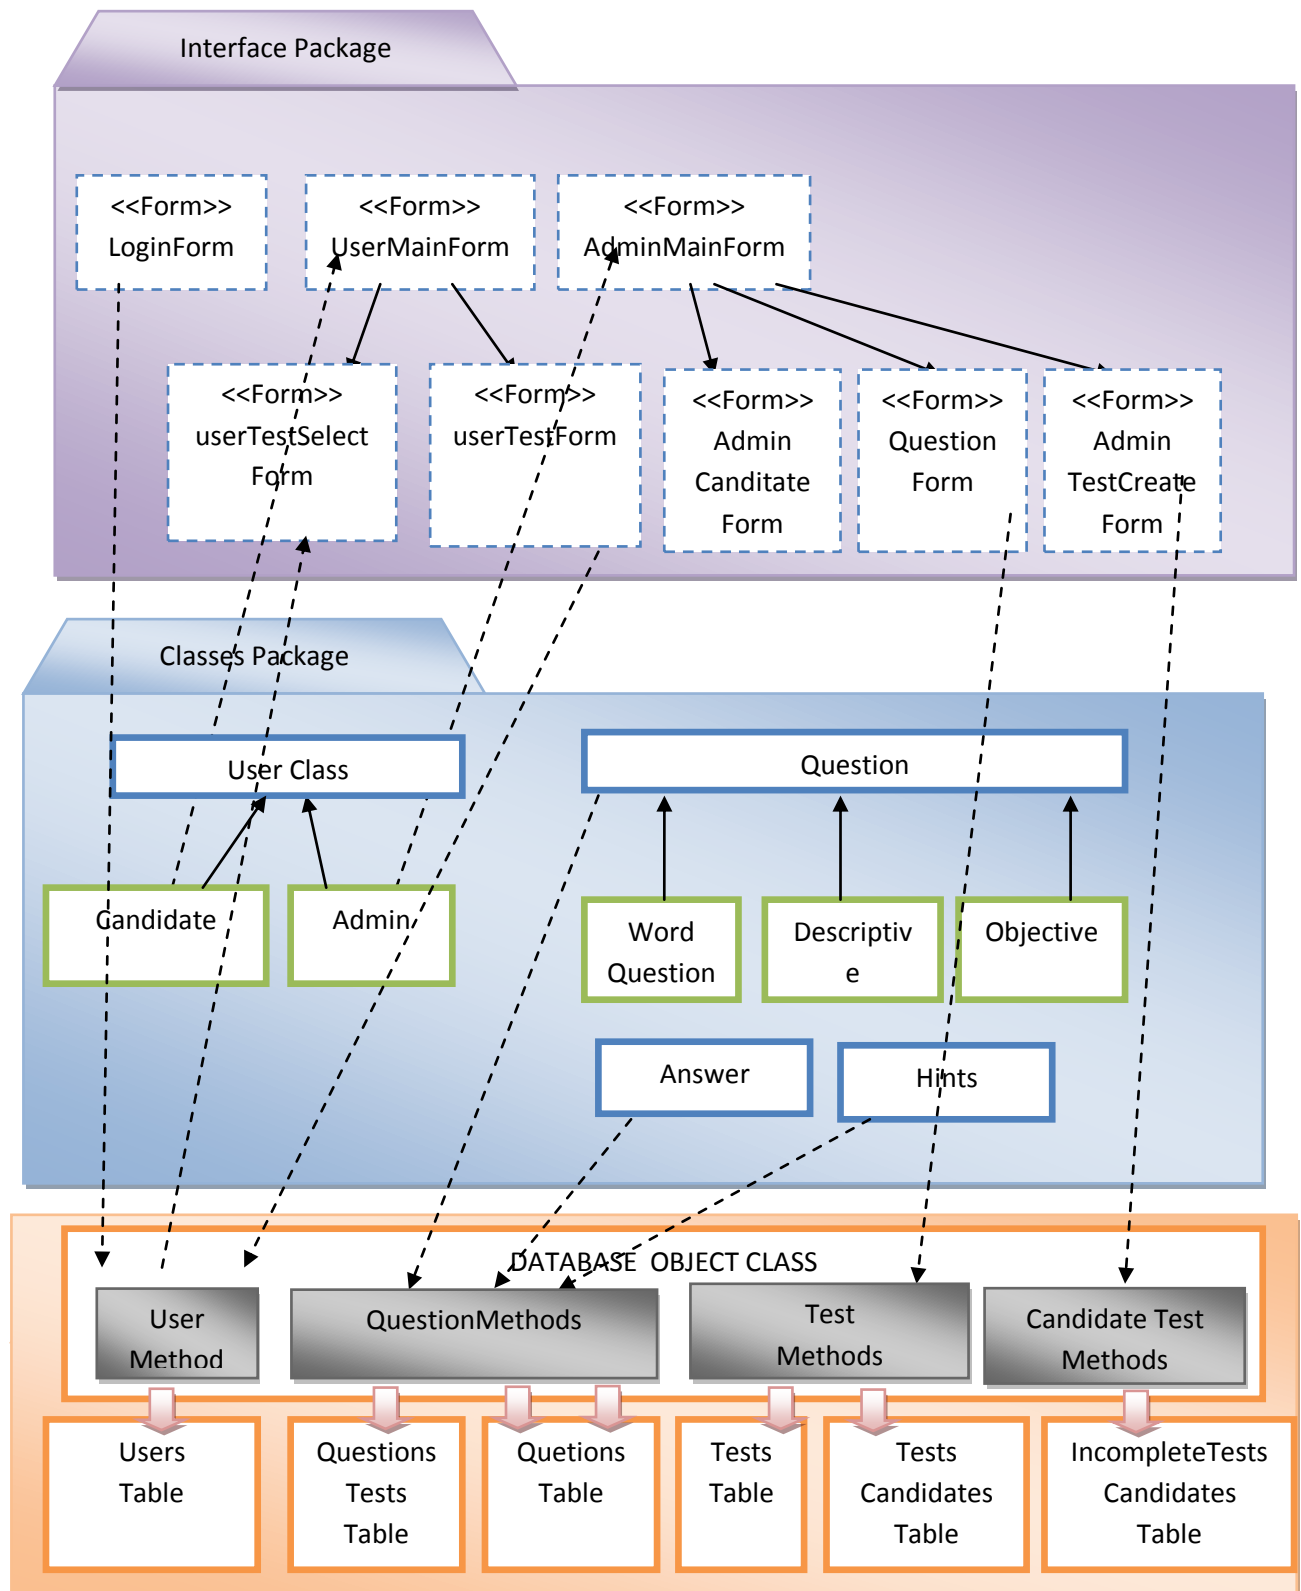 Interface Package
<<Form>>
LoginForm
<<Form>>
UserMainForm
<<Form>>
AdminMainForm
<<Form>>
userTestSelect
Form
<<Form>>
userTestForm
<<Form>>
Admin
Canditate
Form
<<Form>>
Question
Form
<<Form>>
Admin
TestCreate
Form
Classes Package
User Class
Question
Candidate
Admin
Word
Question
Descriptiv
e
Objective
Answer
Hints
DATABASE OBJECT CLASS
User
Method
QuestionMethods
Test
Methods
Candidate Test
Methods
Users
Table
Questions
Tests
Table
Quetions
Table
Tests
Table
Tests
Candidates
Table
IncompleteTests
Candidates
Table